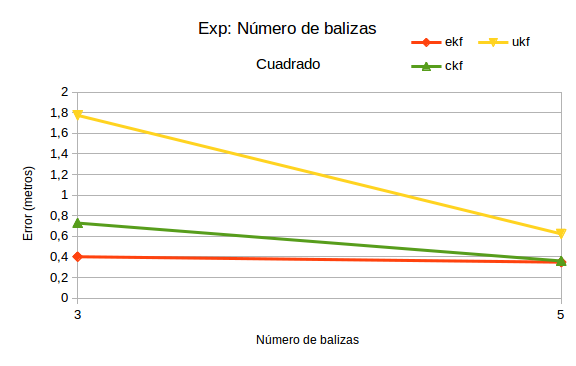 Exp: Número de balizas
Cuadrado
ekf
ukf
ckf
Error (metros)
2
1,8
1,6
1,4
1,2
1
0,8
0,6
0,4
0,2
0
3
5
Número de balizas